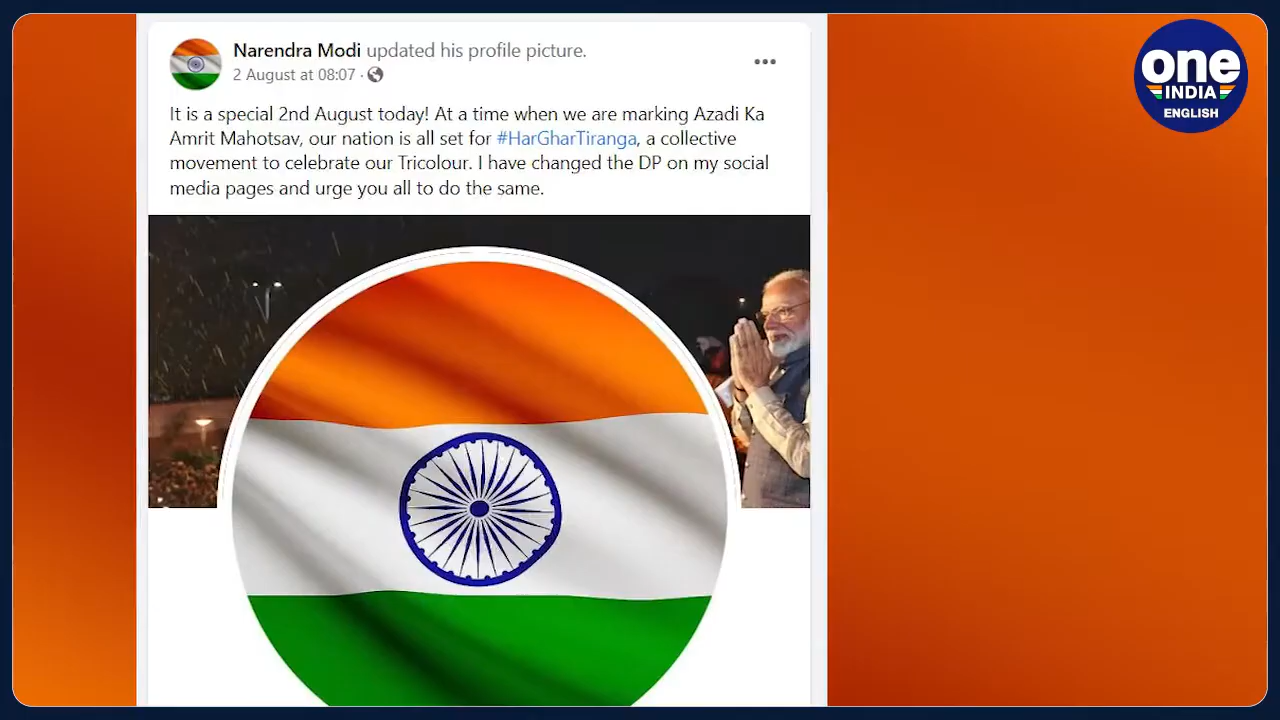 Narendra Modi updated his profile picture.
2 August at 08:07 ·
It is a special 2nd August today! At a time when we are marking Azadi Ka
Amrit Mahotsav, our nation is all set for #HarGharTiranga, a collective
movement to celebrate our Tricolour. I have changed the DP on my social
media pages and urge you all to do the same.
one
INDIA
ENGLISH